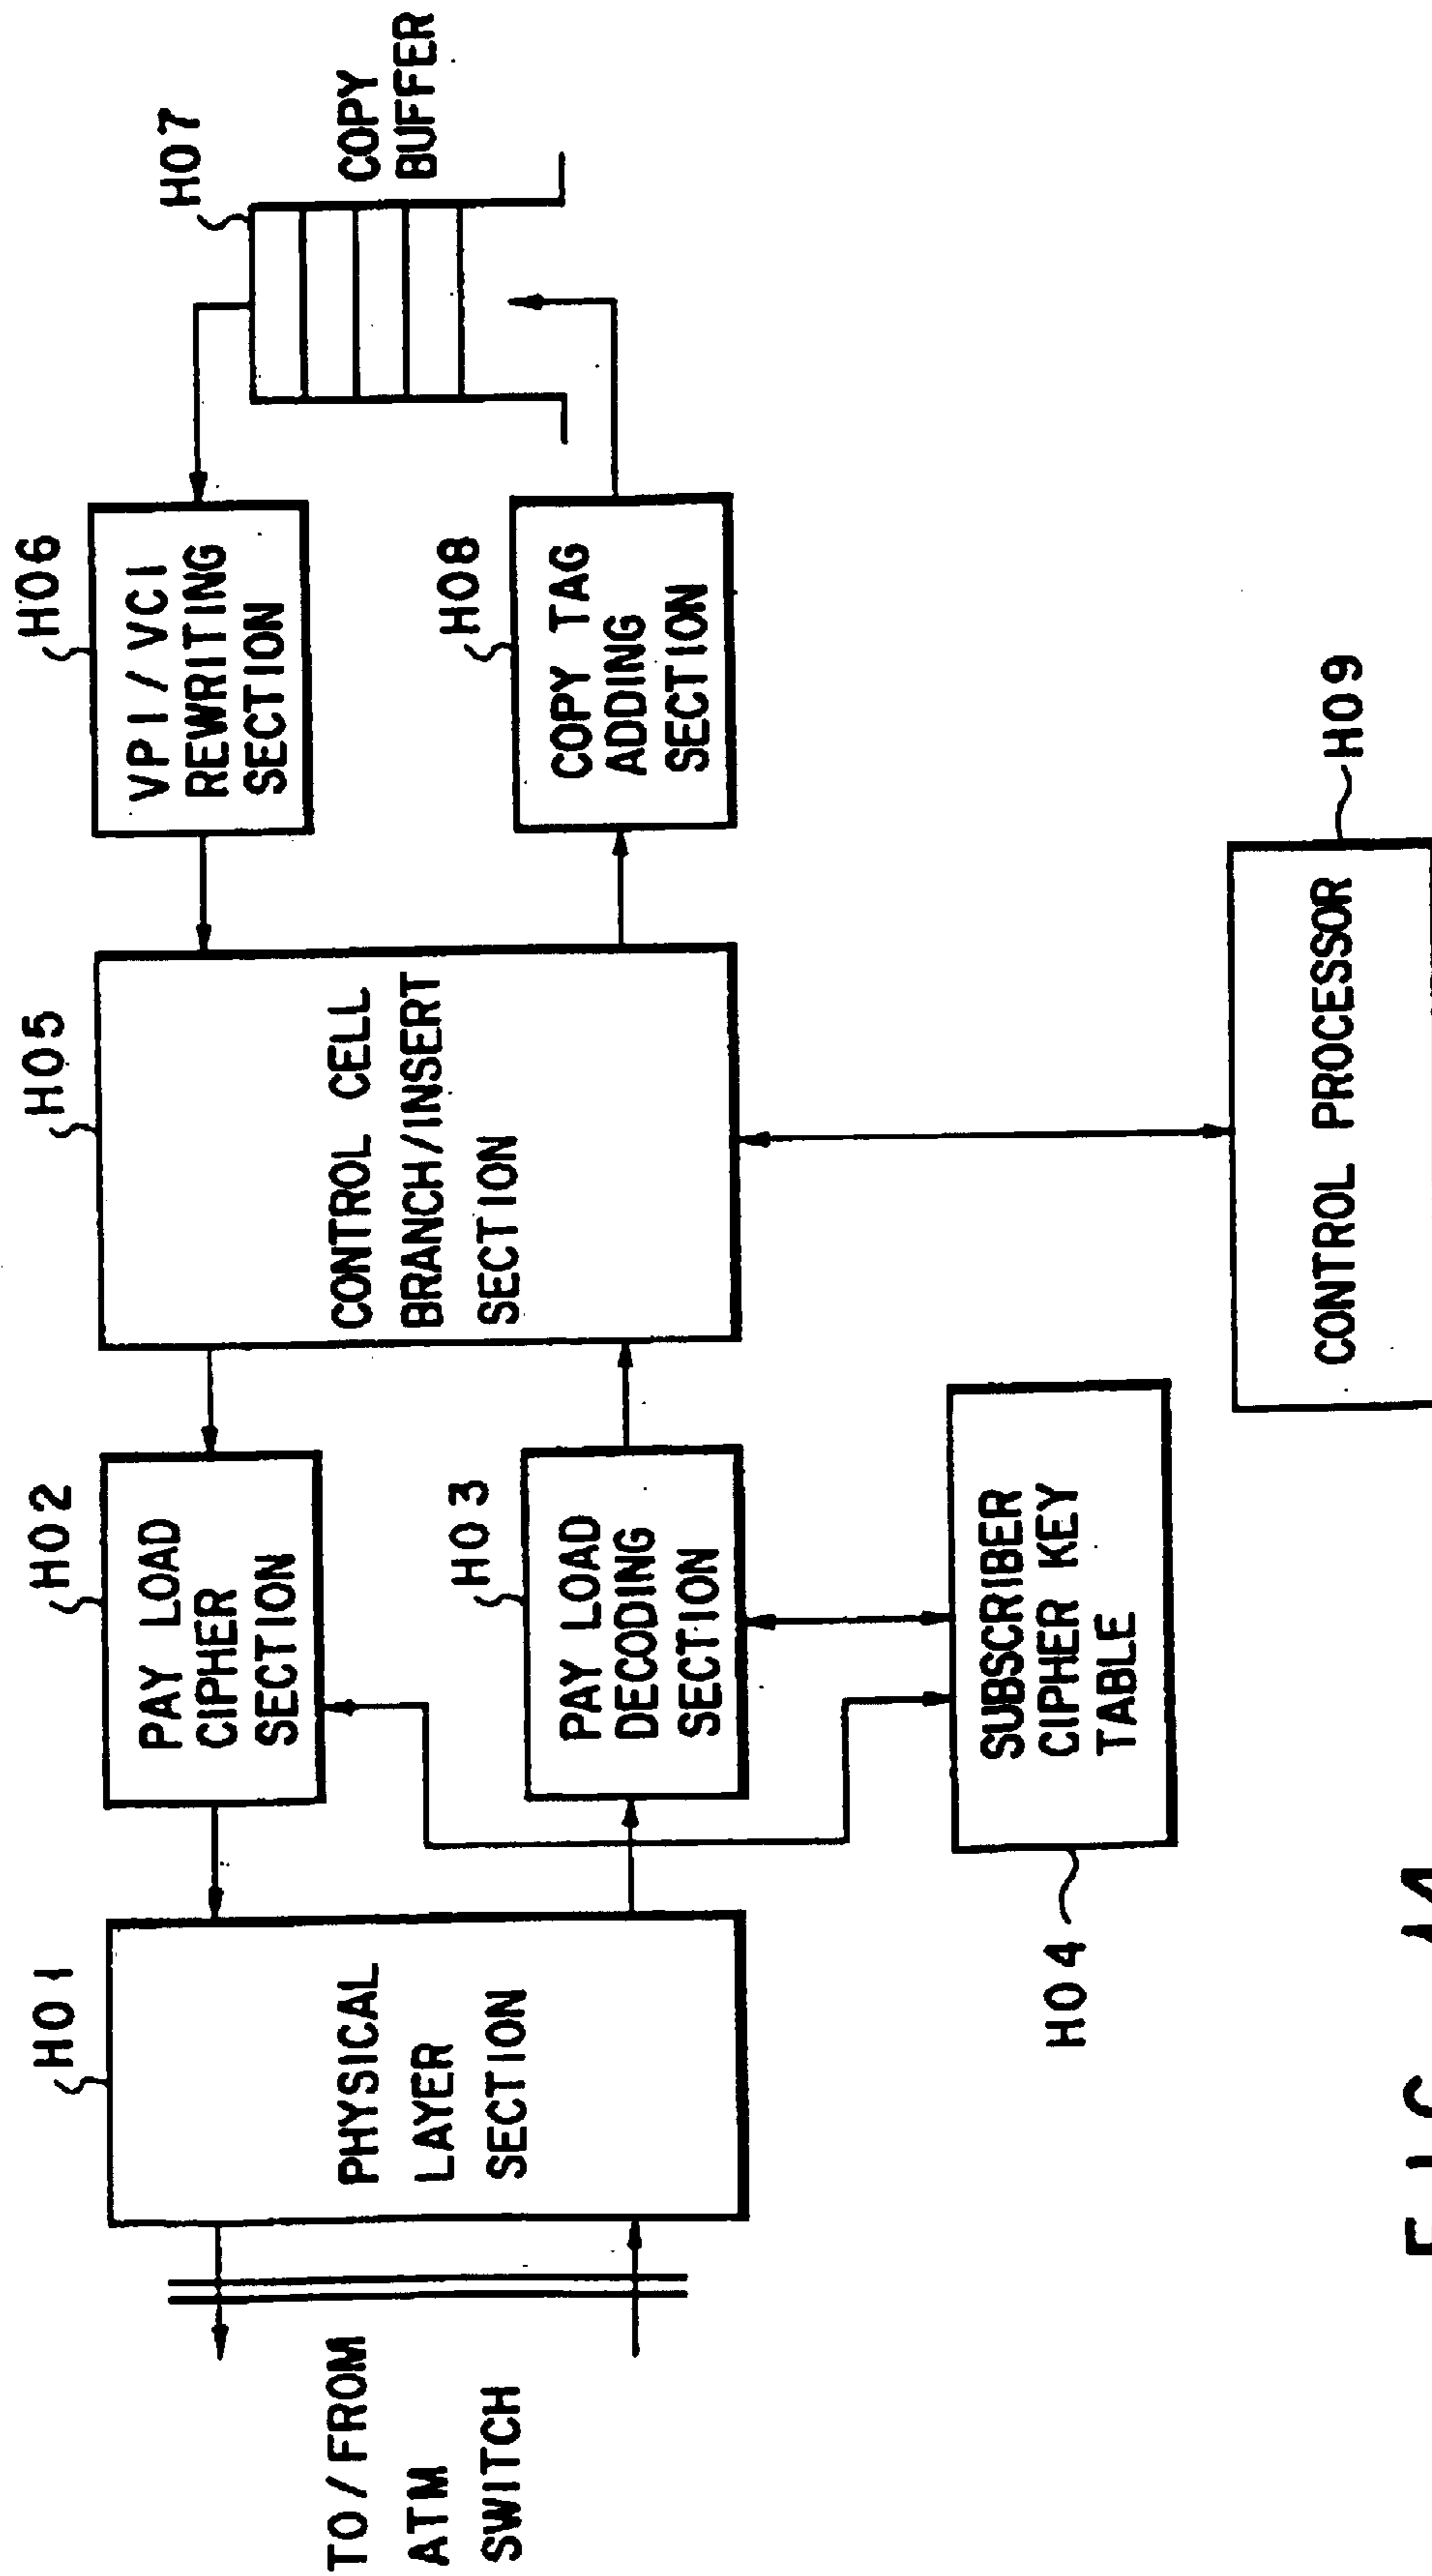 H01
H02
H05
H06
H07
TO/FROM
ATM
SWITCH
PHYSICAL
LAYER
SECTION
PAY LOAD
CIPHER
SECTION
CONTROL CELL
BRANCH/INSERT
SECTION
VPI/VCI
REWRITING
SECTION
COPY
BUFFER
H03
PAY LOAD
DECODING
SECTION
H08
COPY TAG
ADDING
SECTION
H04
SUBSCRIBER
CIPHER KEY
TABLE
CONTROL PROCESSOR
H09